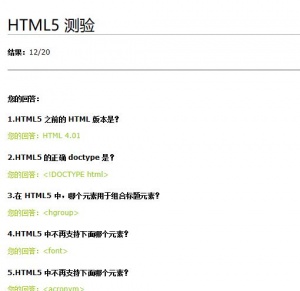 HTML5 测验
结果：12/20
您的回答：
1.HTML5 之前的 HTML 版本是？
您的回答：HTML 4.01
2.HTML5 的正确 doctype 是？
您的回答：<!DOCTYPE html>
3.在 HTML5 中，哪个元素用于组合标题元素？
您的回答：<hgroup>
4.HTML5 中不再支持下面哪个元素？
您的回答：<font>
5.HTML5 中不再支持下面哪个元素？
您的回答：<acronym>